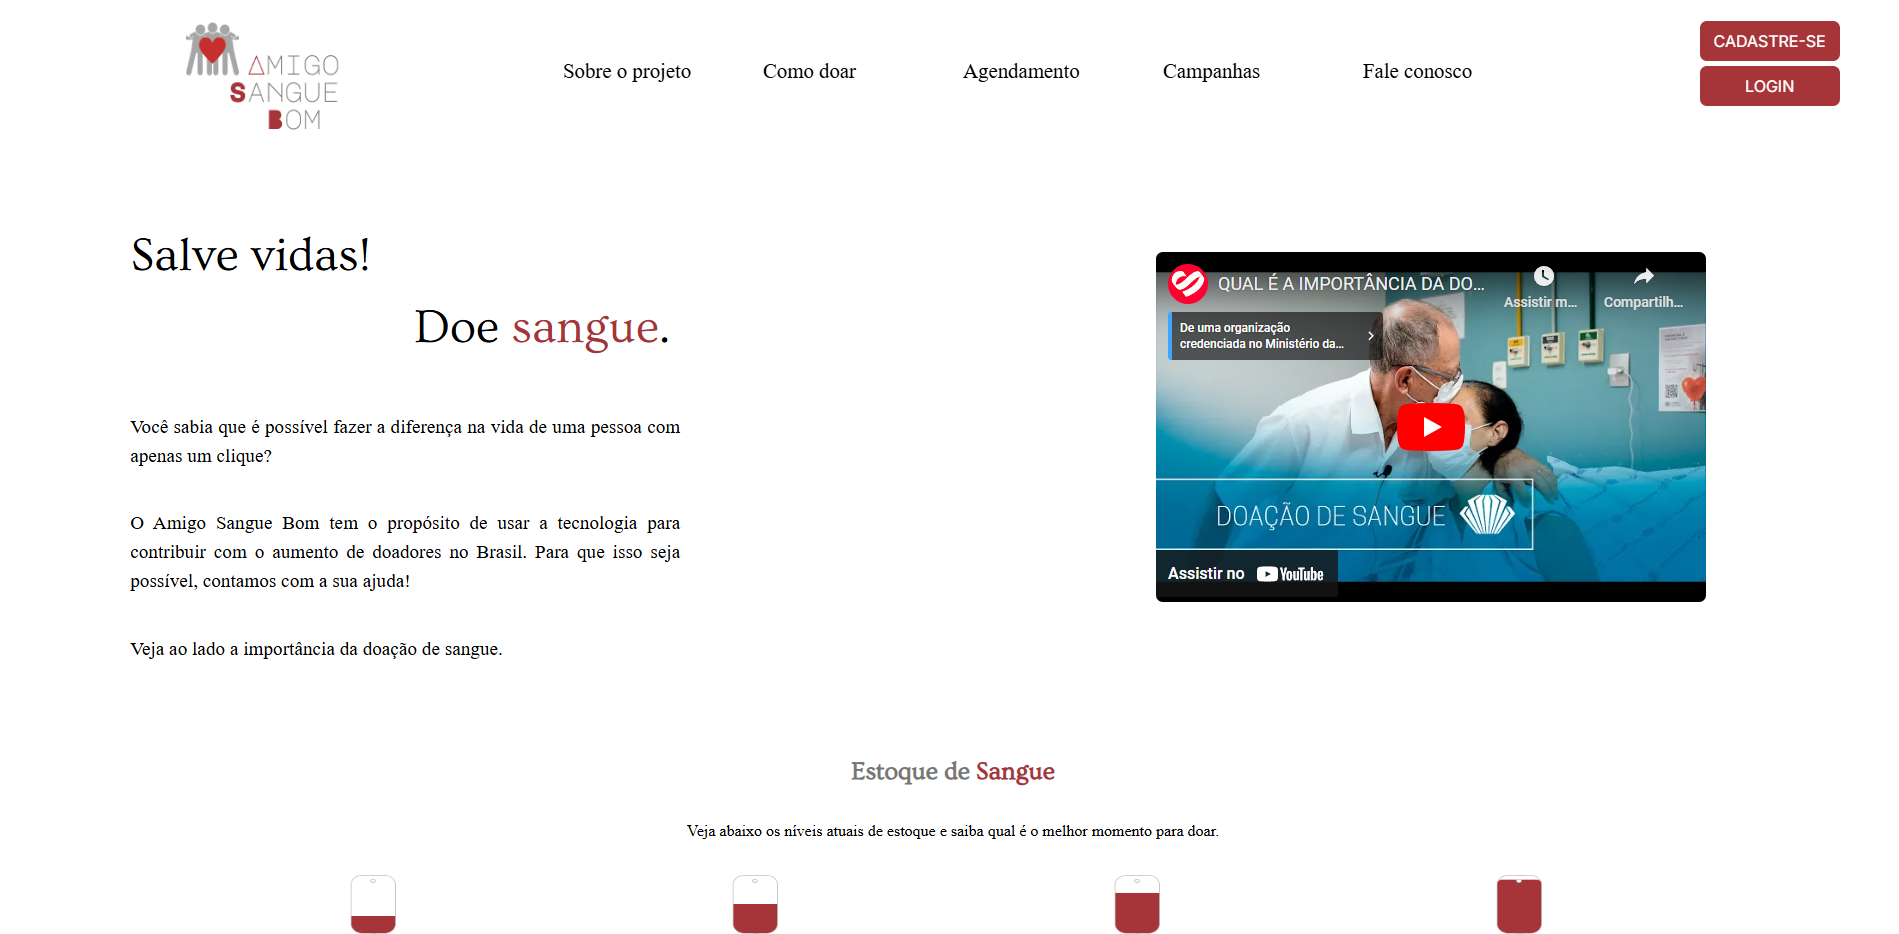 AMIGO
SANGUE
BOM
Sobre o projeto
Como doar
Agendamento
Campanhas
Fale conosco
CADASTRE-SE
LOGIN
Salve vidas!
Doe sangue.
Você sabia que é possível fazer a diferença na vida de uma pessoa com
apenas um clique?
O Amigo Sangue Bom tem o propósito de usar a tecnologia para
contribuir com o aumento de doadores no Brasil. Para que isso seja
possível, contamos com a sua ajuda!
Veja ao lado a importância da doação de sangue.
QUAL É A IMPORTÂNCIA DA DO...
Assistir m...
Compartilh...
De uma organização
credenciada no Ministério da...
DOAÇÃO DE SANGUE
Assistir no YouTube
Estoque de Sangue
Veja abaixo os níveis atuais de estoque e saiba qual é o melhor momento para doar.